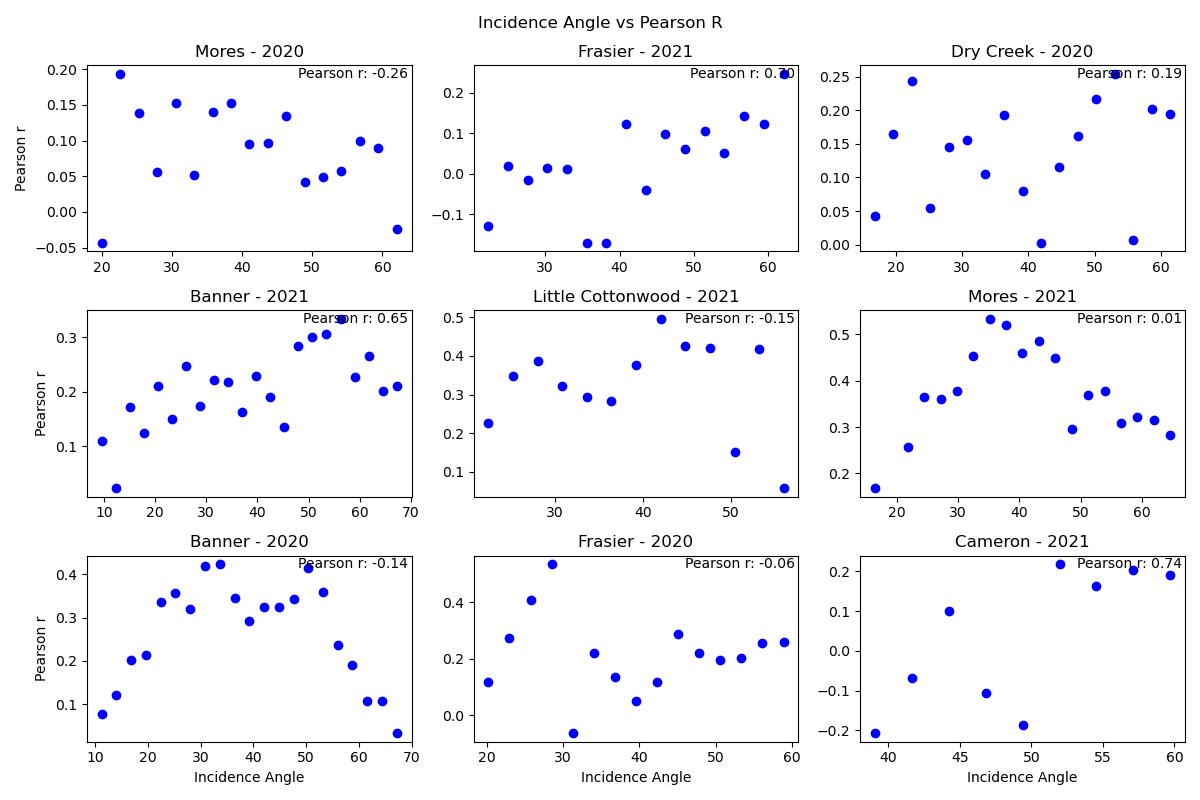 Incidence Angle vs Pearson R
Mores - 2020
Pearson r: -0.26
0.20
0.15
0.10
0.05
0.00
−0.05
Pearson r
20 30 40 50 60
Frasier - 2021
Pearson r: 0.70
0.2
0.1
0.0
−0.1
30 40 50 60
Dry Creek - 2020
Pearson r: 0.19
0.25
0.20
0.15
0.10
0.05
0.00
20 30 40 50 60
Banner - 2021
Pearson r: 0.65
0.3
0.2
0.1
Pearson r
10 20 30 40 50 60 70
Little Cottonwood - 2021
Pearson r: -0.15
0.5
0.4
0.3
0.2
0.1
30 40 50
Mores - 2021
Pearson r: 0.01
0.5
0.4
0.3
0.2
20 30 40 50 60
Banner - 2020
Pearson r: -0.14
0.4
0.3
0.2
0.1
Pearson r
10 20 30 40 50 60 70
Incidence Angle
Frasier - 2020
Pearson r: -0.06
0.4
0.2
0.0
20 30 40 50 60
Incidence Angle
Cameron - 2021
Pearson r: 0.74
0.2
0.1
0.0
−0.1
−0.2
40 45 50 55 60
Incidence Angle